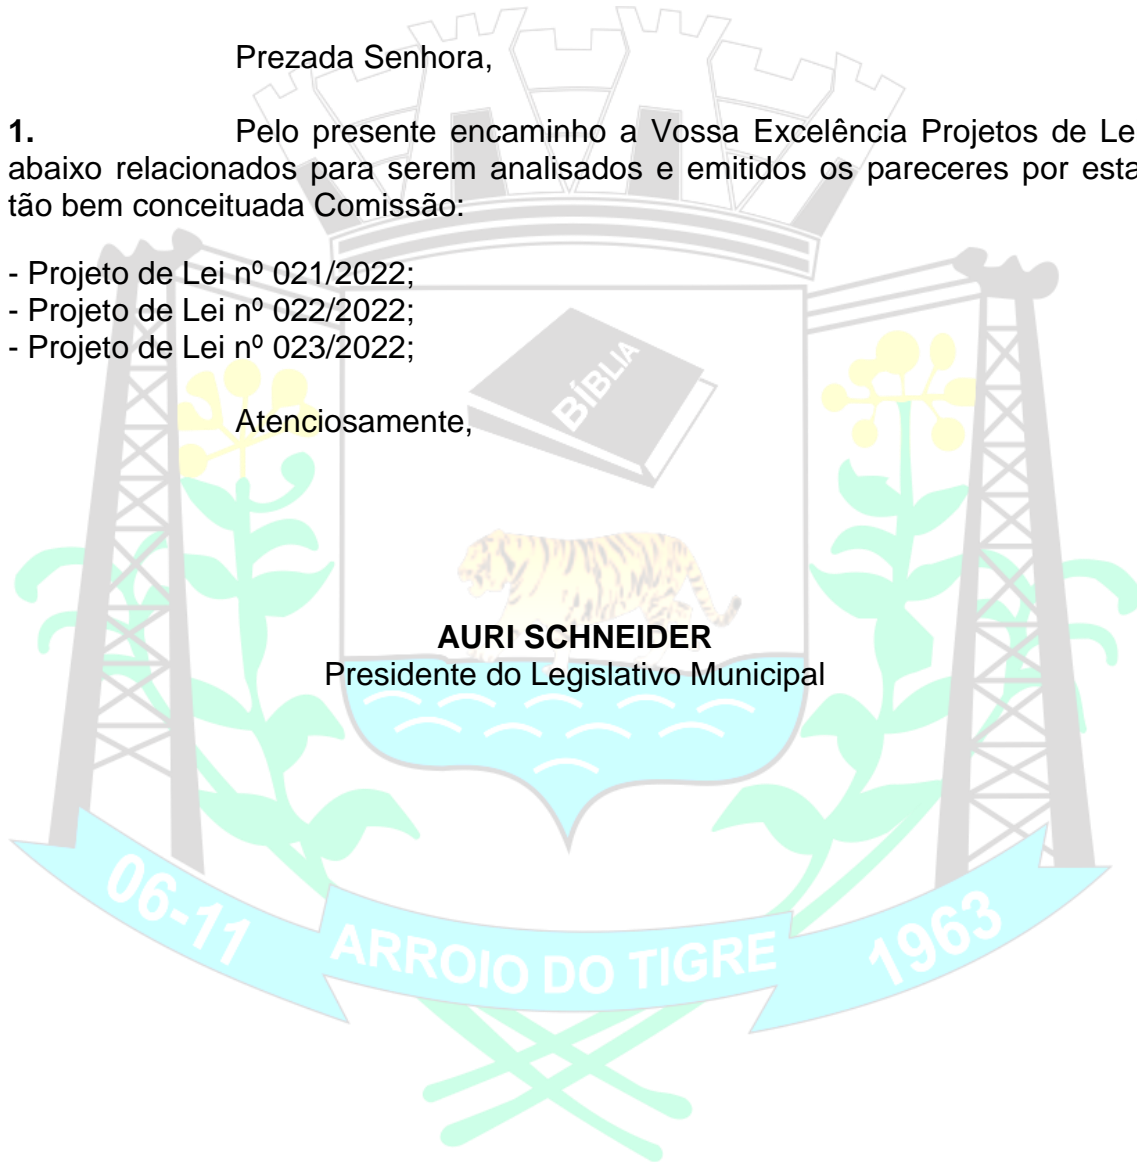 Prezada Senhora,
1. Pelo presente encaminho a Vossa Excelência Projetos de Le
abaixo relacionados para serem analisados e emitidos os pareceres por esta
tão bem conceituada Comissão:
- Projeto de Lei nº 021/2022;
- Projeto de Lei nº 022/2022;
- Projeto de Lei nº 023/2022;
BÍBLIA
Atenciosamente,
AURI SCHNEIDER
Presidente do Legislativo Municipal
06-11 ARROIO DO TIGRE 1963